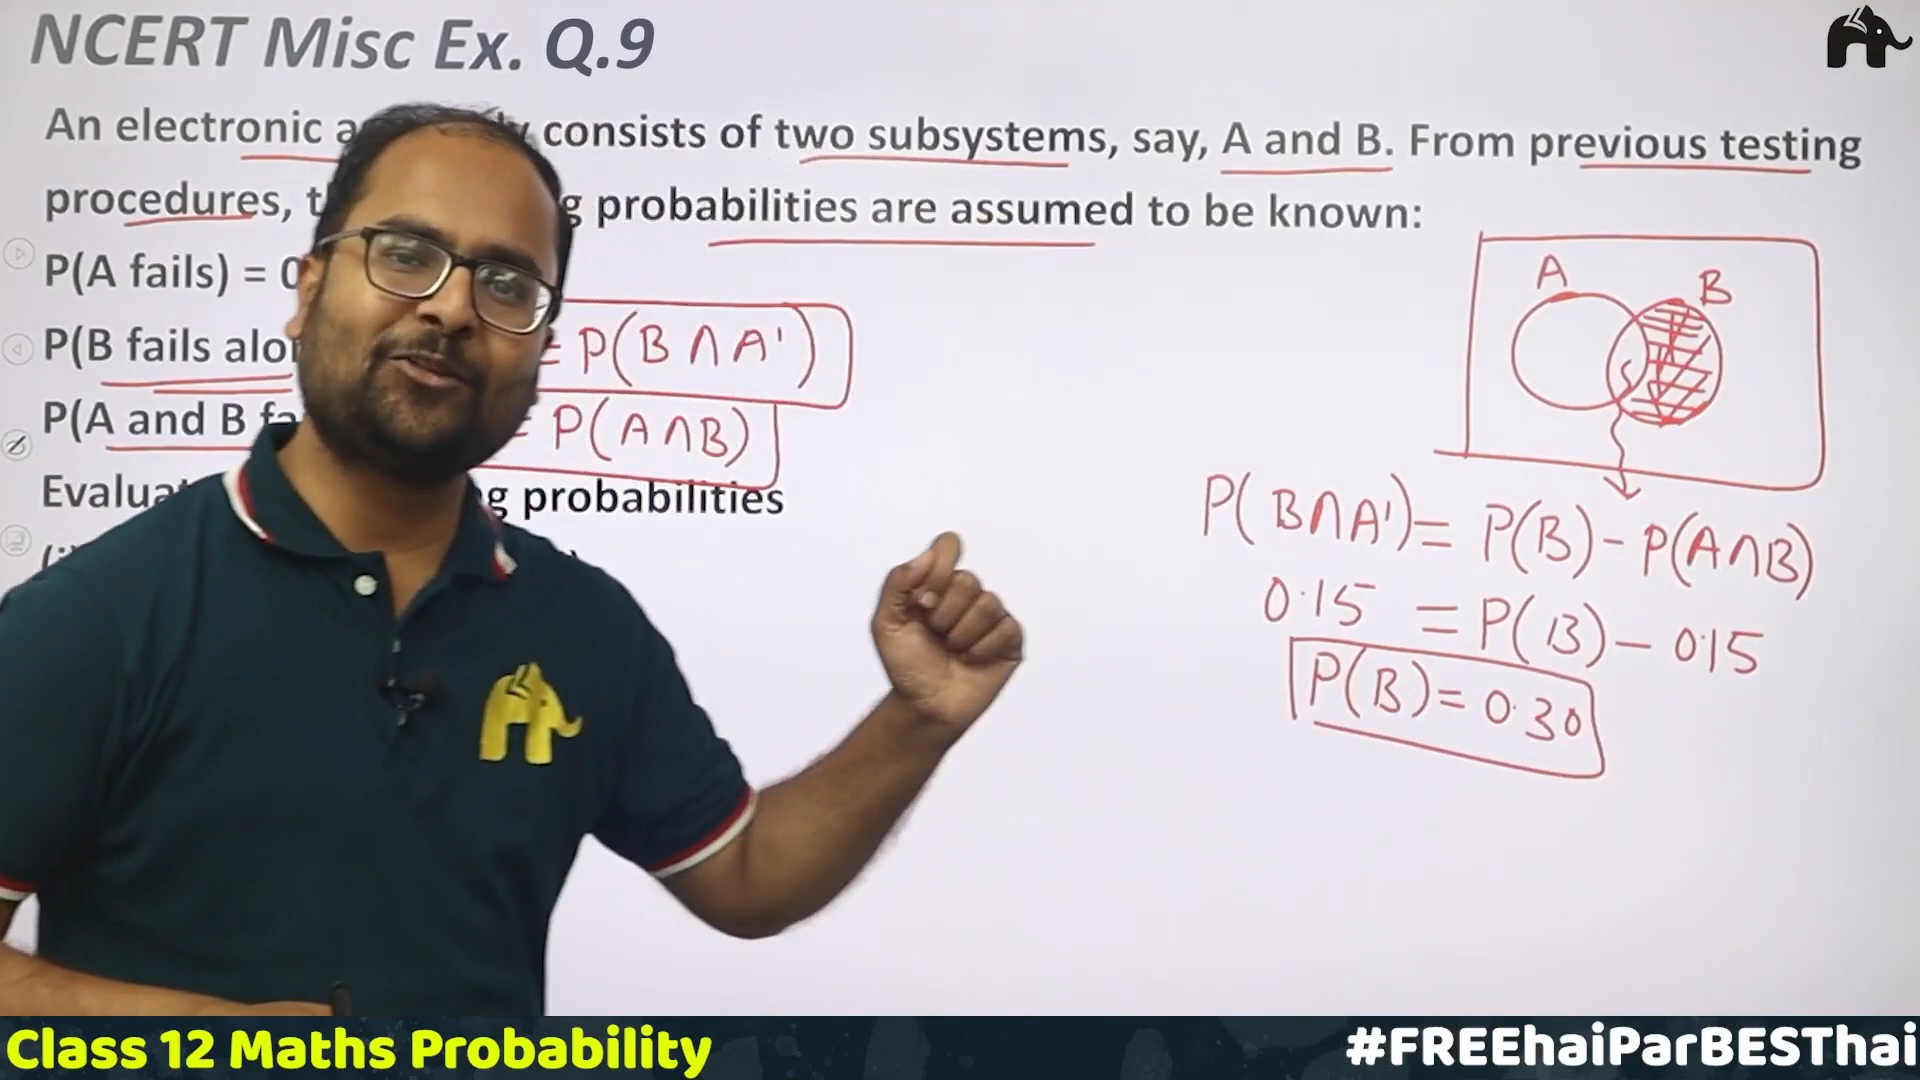 NCERT Misc Ex. Q.9
An electronic consists of two subsystems, say, A and B. From previous testing
procedures, probabilities are assumed to be known:
P(A fails) = 0
P(B fails = P(B ∩ A')
P(A and B = P(A∩B)
probabilities
A
B
P(B∩A') = P(B) - P(A∩B)
0.15 = P(B) - 0.15
P(B) = 0.30
Class 12 Maths Probability
#FREEhaiParBESThai